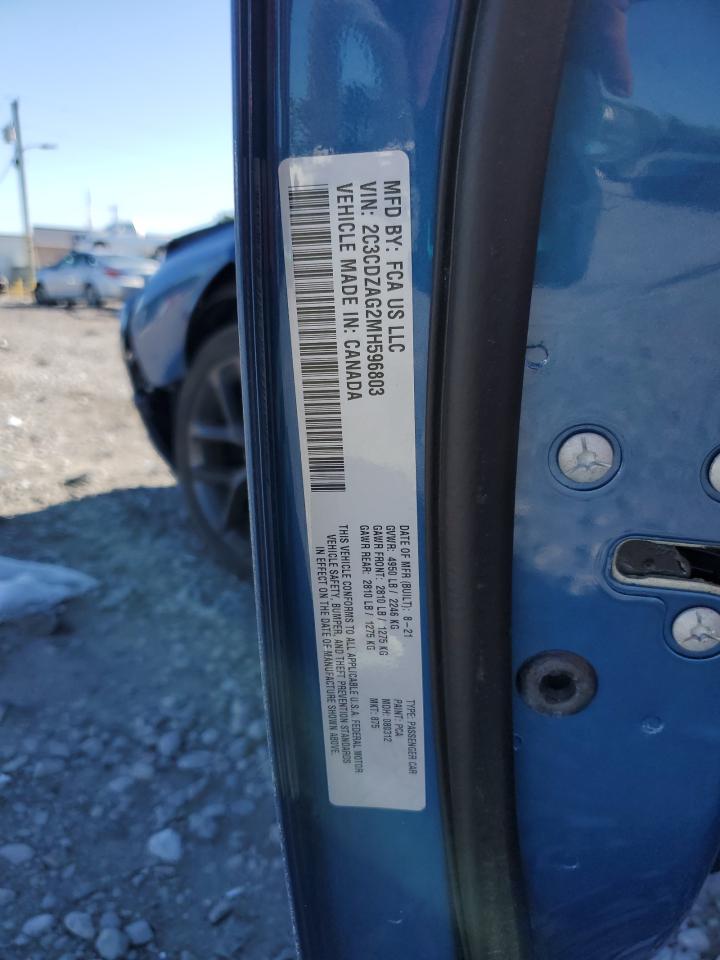 MFD BY: FCA US LLC
VIN: 2C3CDZAG2MH596803
VEHICLE MADE IN: CANADA
DATE OF MFR (BUILT): 8-21
GVWR: 4950 LB / 2246 KG
GAWR FRONT: 2810 LB / 1275 KG
GAWR REAR: 2810 LB / 1275 KG
THIS VEHICLE CONFORMS TO ALL APPLICABLE U.S.A. FEDERAL MOTOR
VEHICLE SAFETY, BUMPER, AND THEFT PREVENTION STANDARDS
IN EFFECT ON THE DATE OF MANUFACTURE SHOWN ABOVE.
TYPE: PASSENGER CAR
PAINT: PCA
MDH: 080312
MKT: 875